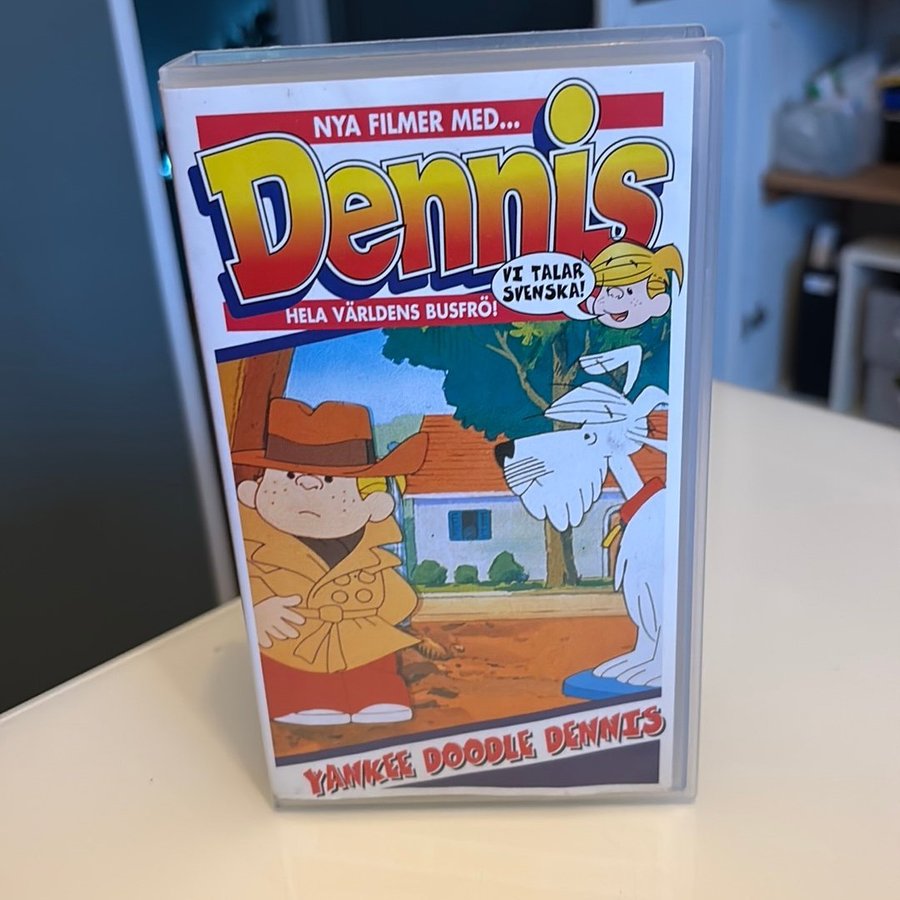 NYA FILMER MED...
Dennis
VI TALAR
SVENSKA!
HELA VÄRLDENS BUSFRÖ!
YANKEE DOODLE DENNIS